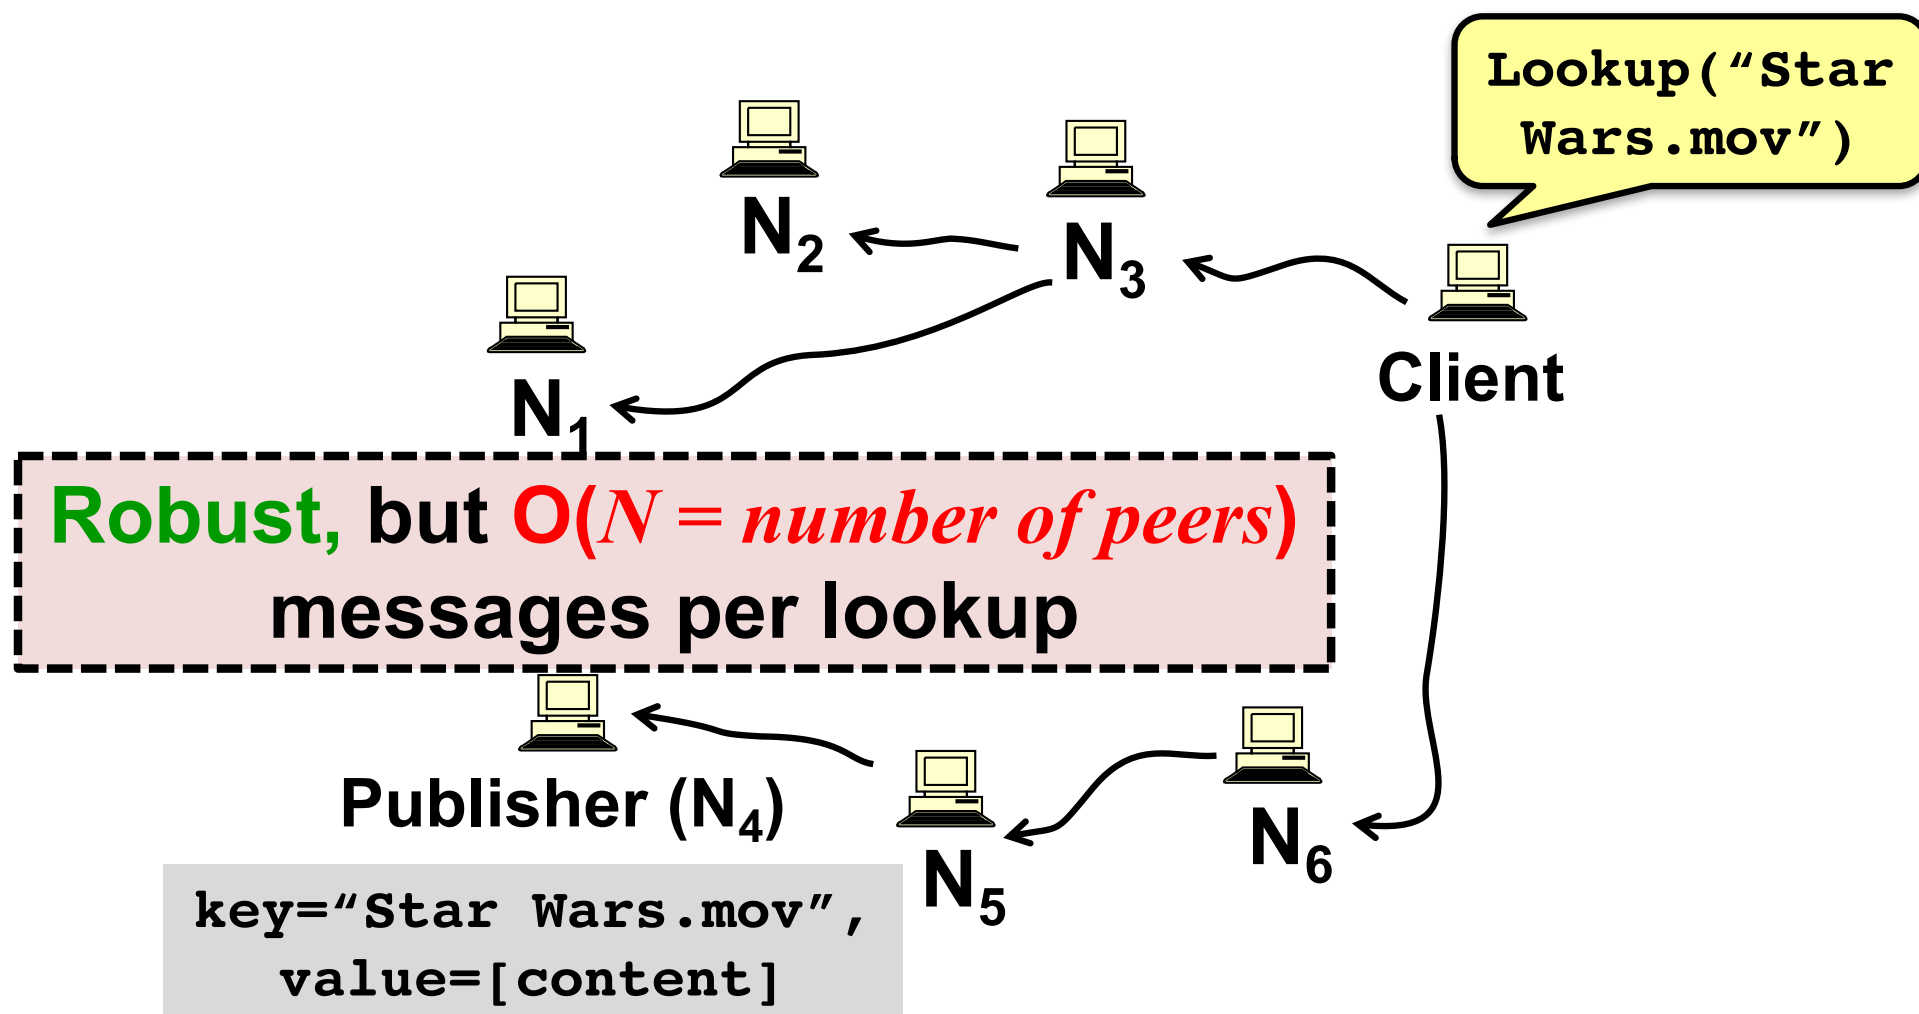 Lookup(“Star
Wars.mov”)
N₂
N₃
Client
N₁
Robust, but O(N = number of peers)
messages per lookup
Publisher (N₄)
N₅
N₆
key=“Star Wars.mov”,
value=[content]